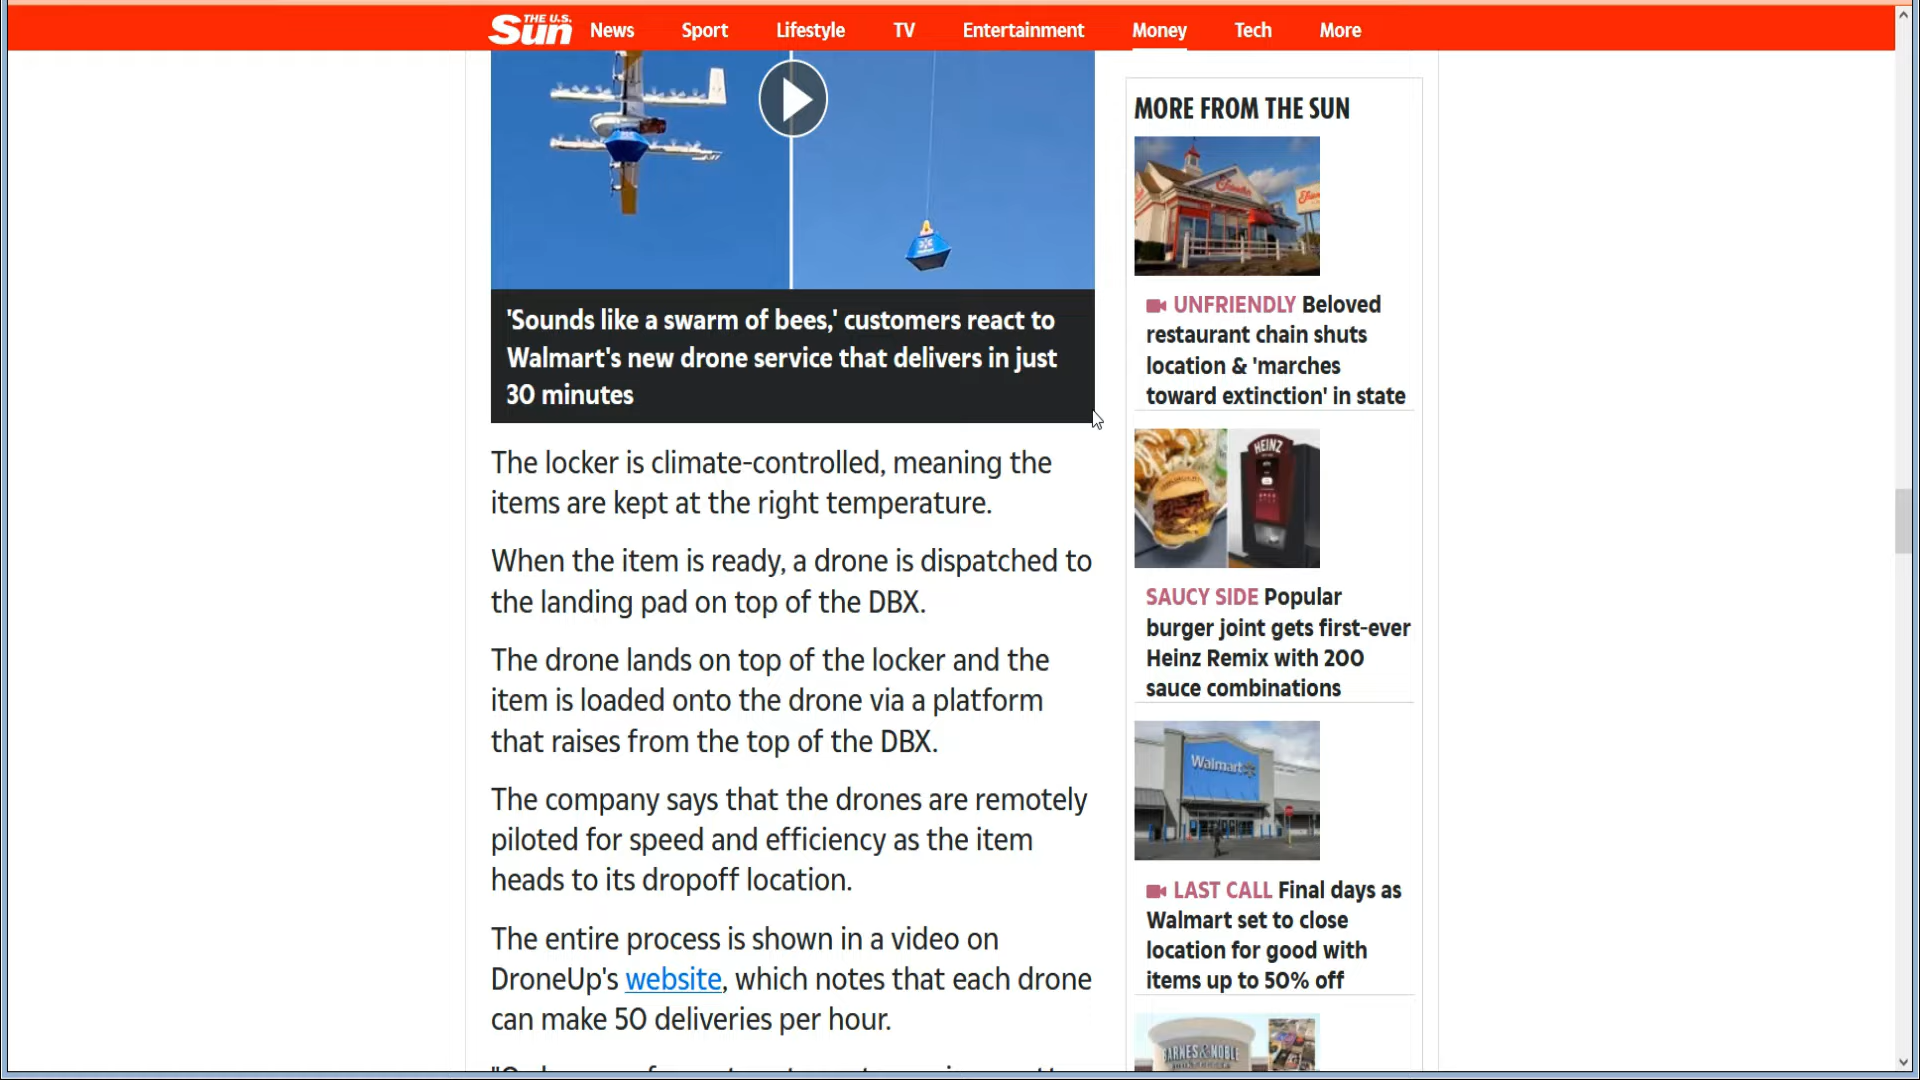 THE U.S.
Sun
News
Sport
Lifestyle
TV
Entertainment
Money
Tech
More
'Sounds like a swarm of bees,' customers react to
Walmart's new drone service that delivers in just
30 minutes
The locker is climate-controlled, meaning the
items are kept at the right temperature.
When the item is ready, a drone is dispatched to
the landing pad on top of the DBX.
The drone lands on top of the locker and the
item is loaded onto the drone via a platform
that raises from the top of the DBX.
The company says that the drones are remotely
piloted for speed and efficiency as the item
heads to its dropoff location.
The entire process is shown in a video on
DroneUp's website, which notes that each drone
can make 50 deliveries per hour.
MORE FROM THE SUN
UNFRIENDLY Beloved
restaurant chain shuts
location & 'marches
toward extinction' in state
HEINZ
SAUCY SIDE Popular
burger joint gets first-ever
Heinz Remix with 200
sauce combinations
Walmart
LAST CALL Final days as
Walmart set to close
location for good with
items up to 50% off
BARNES & NOBLE